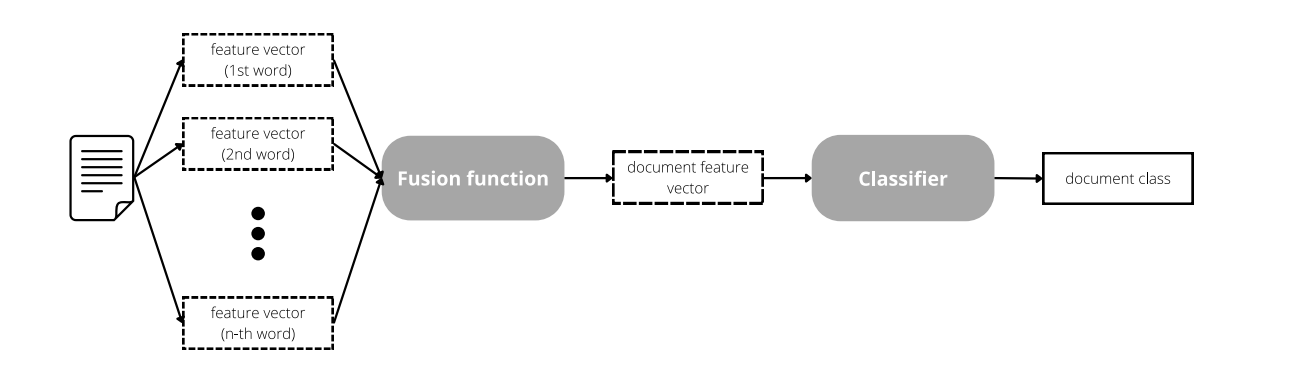 feature vector
(1st word)
feature vector
(2nd word)
feature vector
(n-th word)
Fusion function
document feature
vector
Classifier
document class